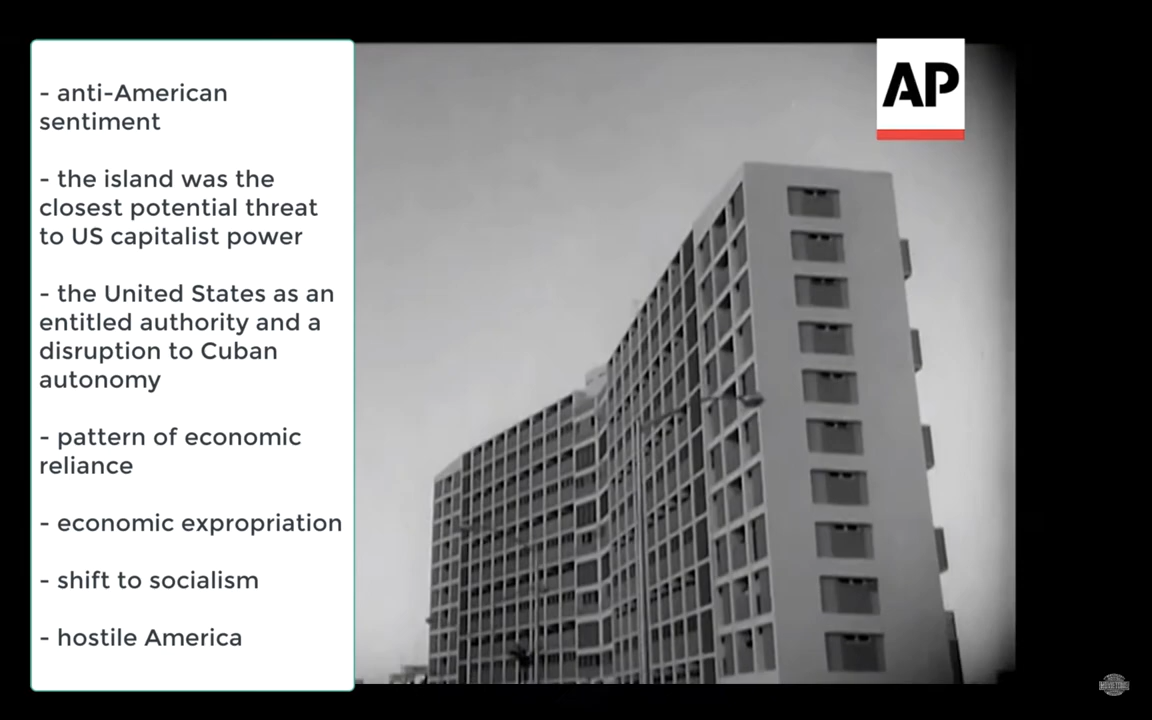 - anti-American
sentiment
- the island was the
closest potential threat
to US capitalist power
- the United States as an
entitled authority and a
disruption to Cuban
autonomy
- pattern of economic
reliance
- economic expropriation
- shift to socialism
- hostile America
AP
MOVIETONE